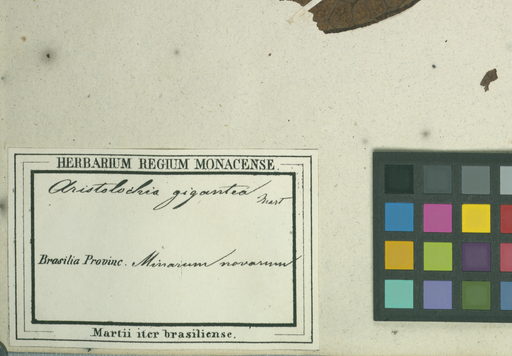 HERBARIUM REGIUM MONACENSE.
Aristolochia gigantea
Mart
Brasilia Provinc. Minarum novarum
Martii iter brasiliense.